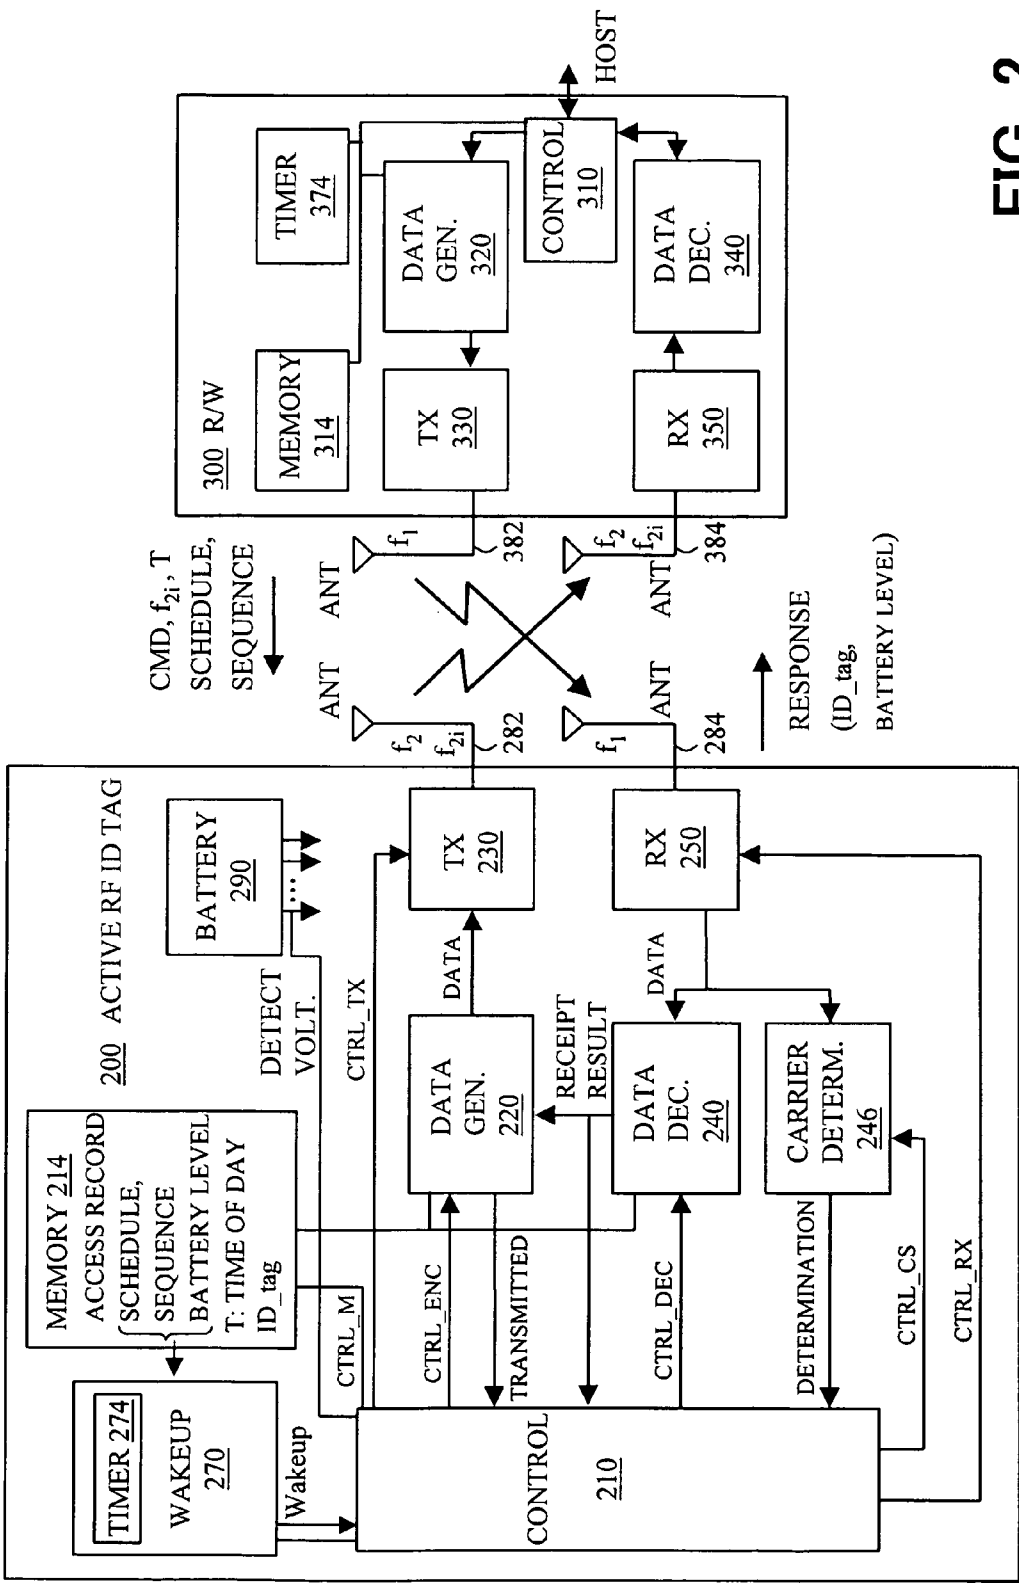 200 ACTIVE RF ID TAG
TIMER 274
WAKEUP
270
Wakeup
MEMORY 214
ACCESS RECORD
SCHEDULE,
SEQUENCE
BATTERY LEVEL
T: TIME OF DAY
ID_tag
BATTERY
290
...
DETECT
VOLT.
CTRL_M
CTRL_TX
CTRL_ENC
TRANSMITTED
CTRL_DEC
DETERMINATION
CTRL_CS
CTRL_RX
CONTROL
210
DATA
GEN.
220
DATA
TX
230
RECEIPT
RESULT
DATA
DEC.
240
DATA
RX
250
CARRIER
DETERM.
246
f2
f2i
282
ANT
f1
284
ANT
CMD, f2i, T
SCHEDULE,
SEQUENCE
RESPONSE
(ID_tag,
BATTERY LEVEL)
ANT
f1
382
ANT
f2
f2i
384
300 R/W
MEMORY
314
TIMER
374
TX
330
DATA
GEN.
320
CONTROL
310
HOST
RX
350
DATA
DEC.
340
FIG. 2